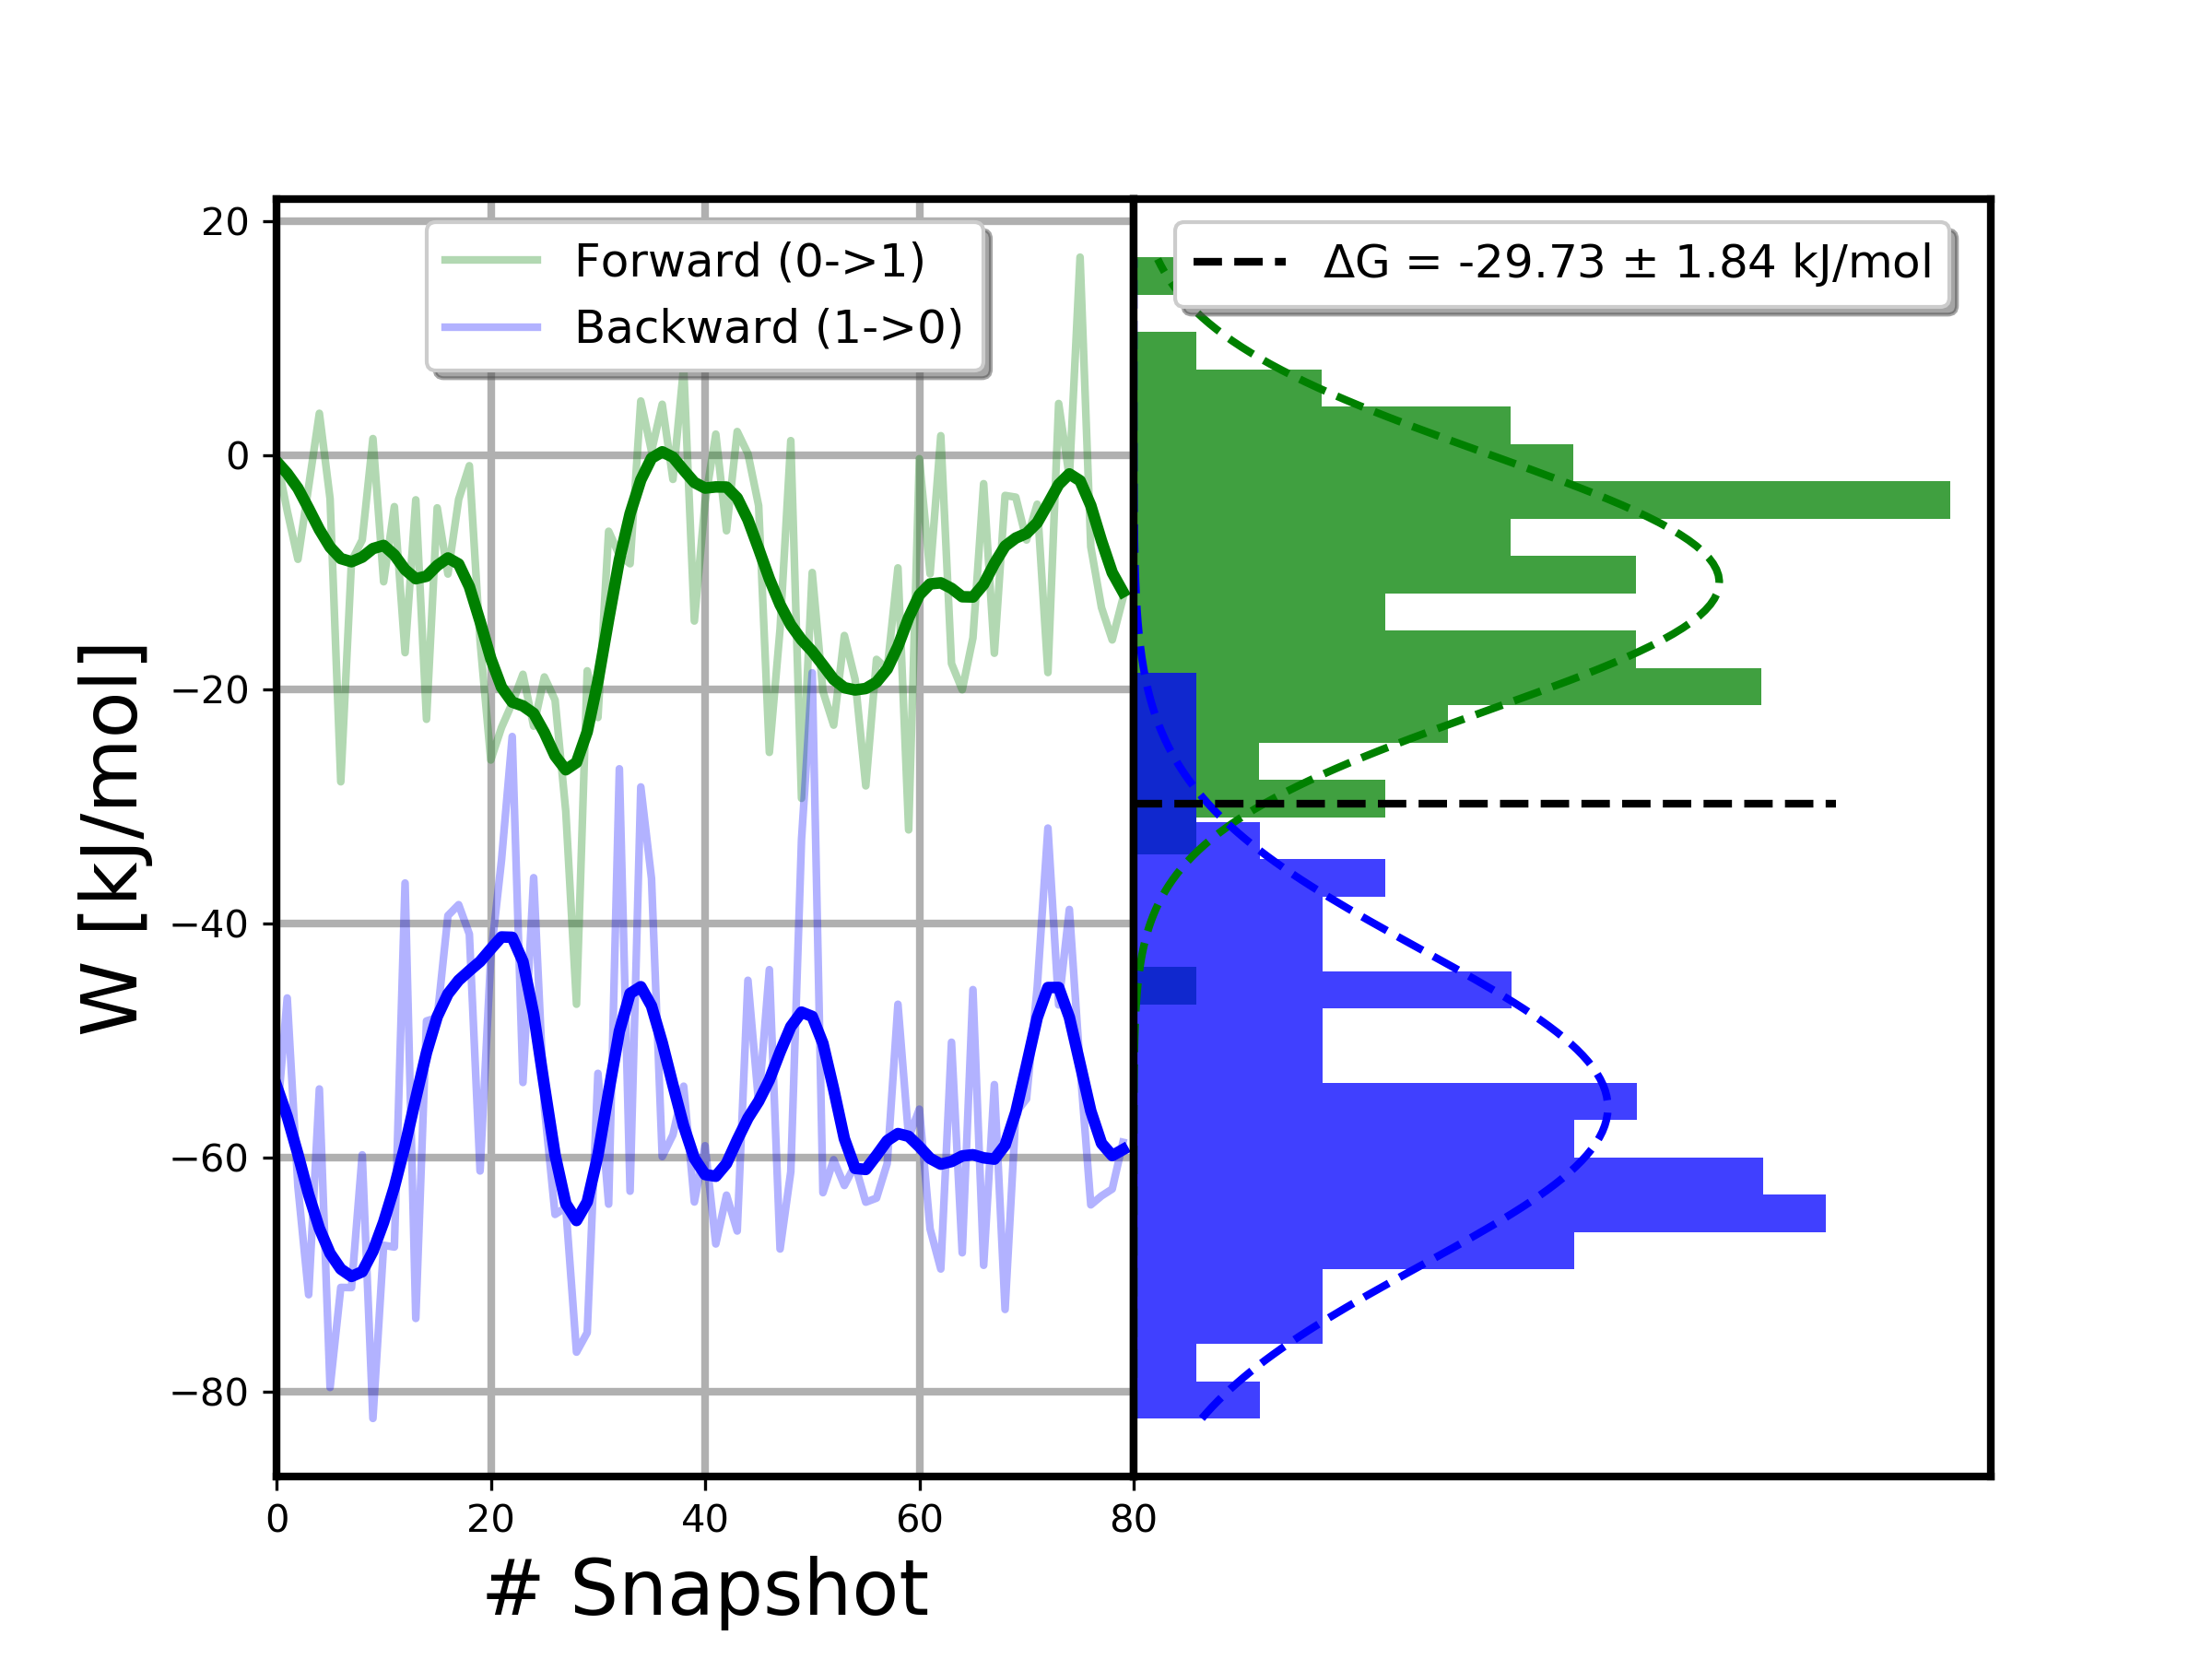 Forward (0->1)
Backward (1->0)
ΔG = -29.73 ± 1.84 kJ/mol
W [kJ/mol]
20
0
−20
−40
−60
−80
0 20 40 60 80
# Snapshot